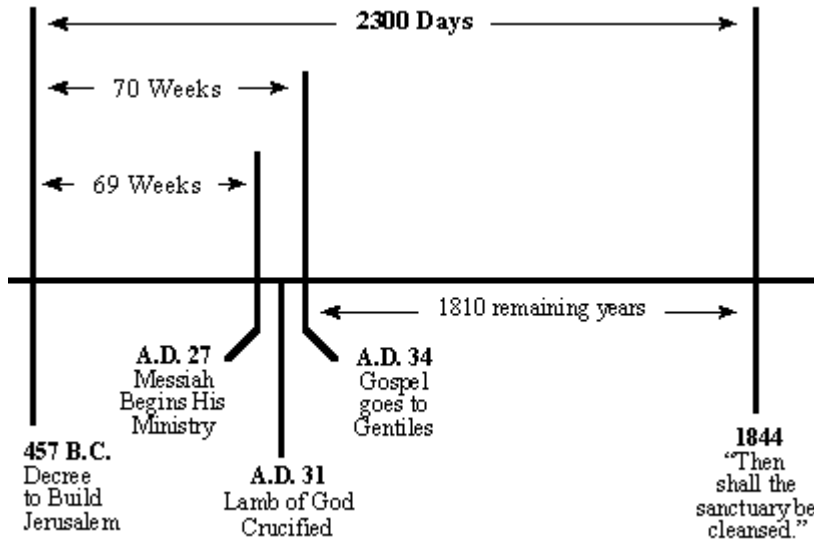 2300 Days
70 Weeks
69 Weeks
1810 remaining years
A.D. 27
Messiah
Begins His
Ministry
A.D. 34
Gospel
goes to
Gentiles
457 B.C.
Decree
to Build
Jerusalem
A.D. 31
Lamb of God
Crucified
1844
“Then
shall the
sanctuary be
cleansed.”